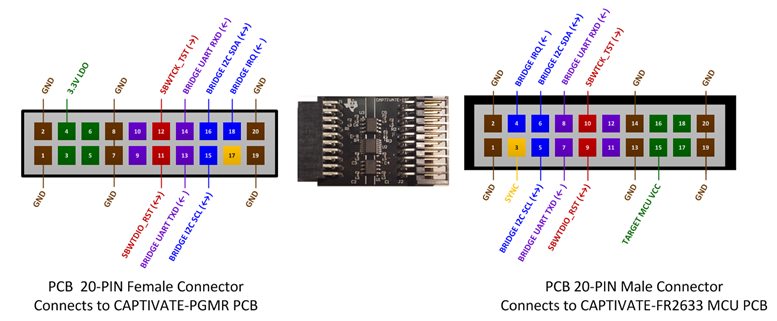 GND
3.3V LDO
GND
SBWTCK_TST (→)
BRIDGE UART RXD (←)
BRIDGE I2C SDA (↔)
BRIDGE IRQ (←)
GND
2 4 6 8 10 12 14 16 18 20
1 3 5 7 9 11 13 15 17 19
GND
GND
SBWTDIO_RST (↔)
BRIDGE UART TXD (←)
BRIDGE I2C SCL (↔)
GND
PCB 20-PIN Female Connector
Connects to CAPTIVATE-PGMR PCB
GND
BRIDGE IRQ (←)
BRIDGE I2C SDA (↔)
BRIDGE UART RXD (←)
SBWTCK_TST (→)
GND
GND
2 4 6 8 10 12 14 16 18 20
1 3 5 7 9 11 13 15 17 19
GND
SYNC
BRIDGE I2C SCL (↔)
BRIDGE UART TXD (←)
SBWTDIO_RST (↔)
TARGET MCU VCC
GND
PCB 20-PIN Male Connector
Connects to CAPTIVATE-FR2633 MCU PCB